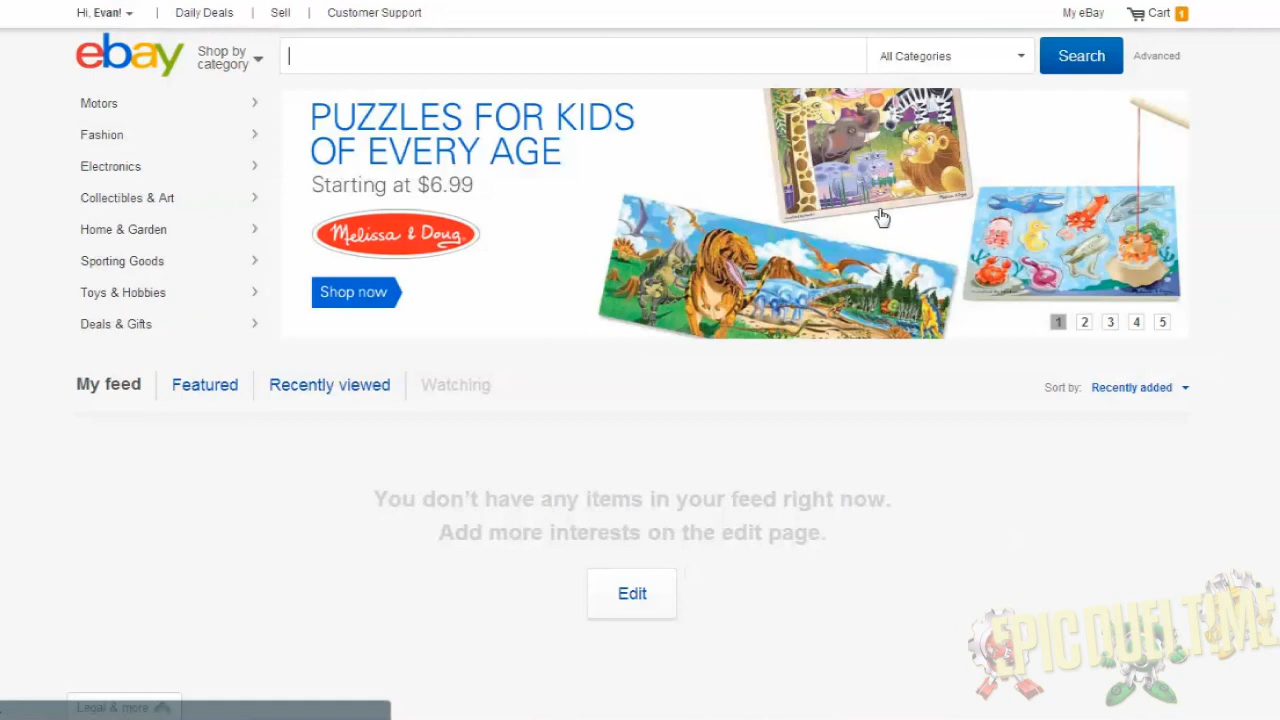 Hi, Evan!
Daily Deals
Sell
Customer Support
My eBay
Cart 1
ebay
Shop by
category
All Categories
Search
Advanced
Motors
Fashion
Electronics
Collectibles & Art
Home & Garden
Sporting Goods
Toys & Hobbies
Deals & Gifts
PUZZLES FOR KIDS
OF EVERY AGE
Starting at $6.99
Melissa & Doug
Shop now
1 2 3 4 5
My feed
Featured
Recently viewed
Watching
Sort by: Recently added
You don't have any items in your feed right now.
Add more interests on the edit page.
Edit
EPICDUELTIME
Legal & more